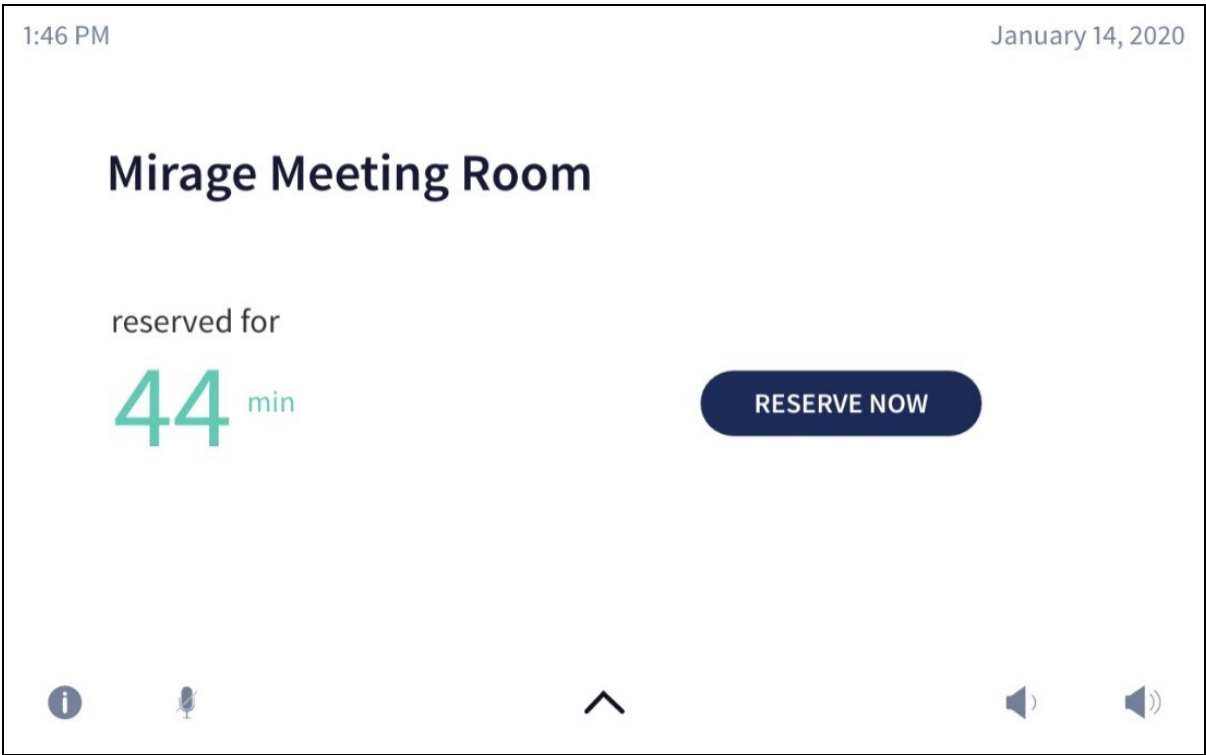 1:46 PM
January 14, 2020
Mirage Meeting Room
reserved for
44 min
RESERVE NOW